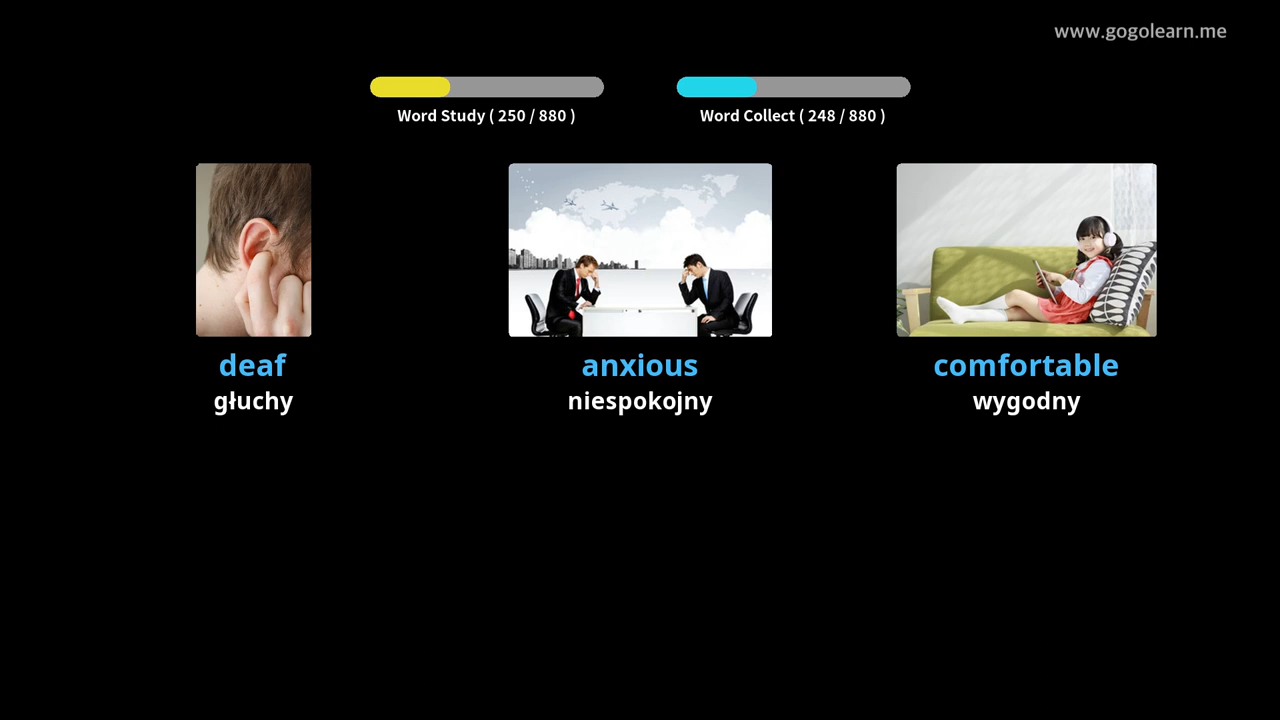 www.gogolearn.me
Word Study ( 250 / 880 )
Word Collect ( 248 / 880 )
deaf
głuchy
anxious
niespokojny
comfortable
wygodny